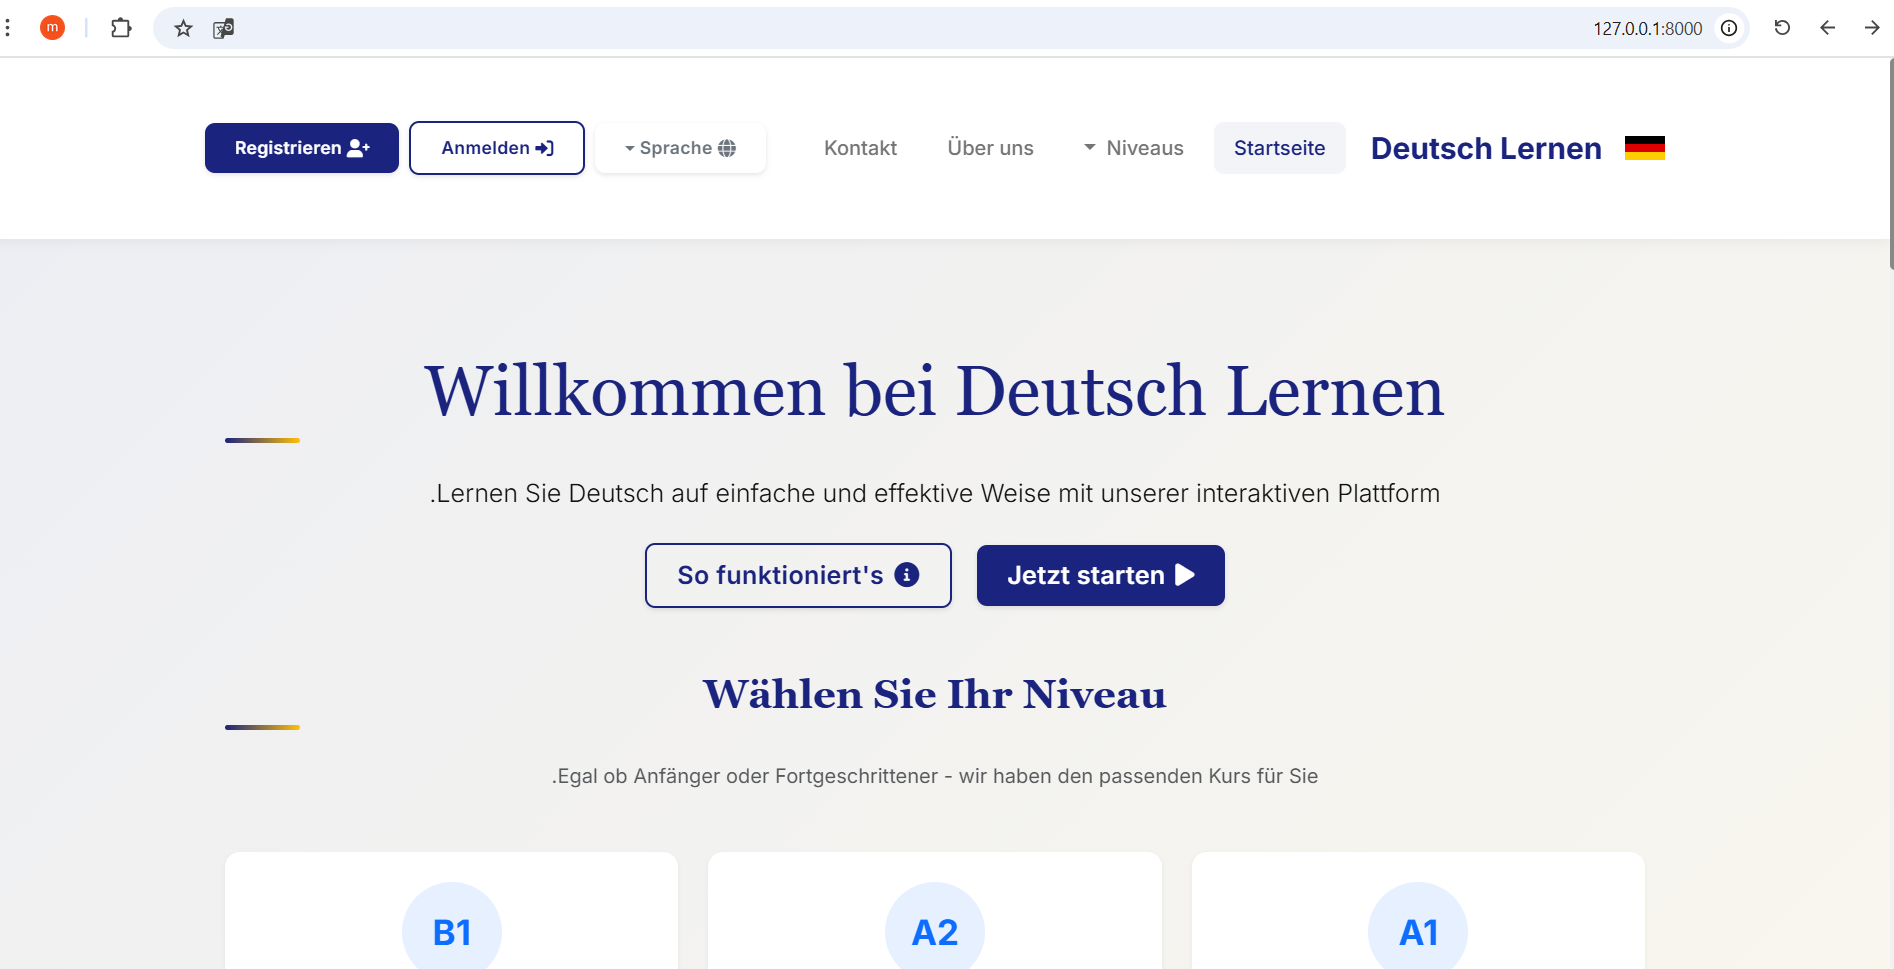 m
127.0.0.1:8000
Deutsch Lernen
Startseite
Niveaus
Über uns
Kontakt
Sprache
Anmelden
Registrieren
Willkommen bei Deutsch Lernen
.Lernen Sie Deutsch auf einfache und effektive Weise mit unserer interaktiven Plattform
Jetzt starten
So funktioniert's
Wählen Sie Ihr Niveau
.Egal ob Anfänger oder Fortgeschrittener - wir haben den passenden Kurs für Sie
A1
A2
B1